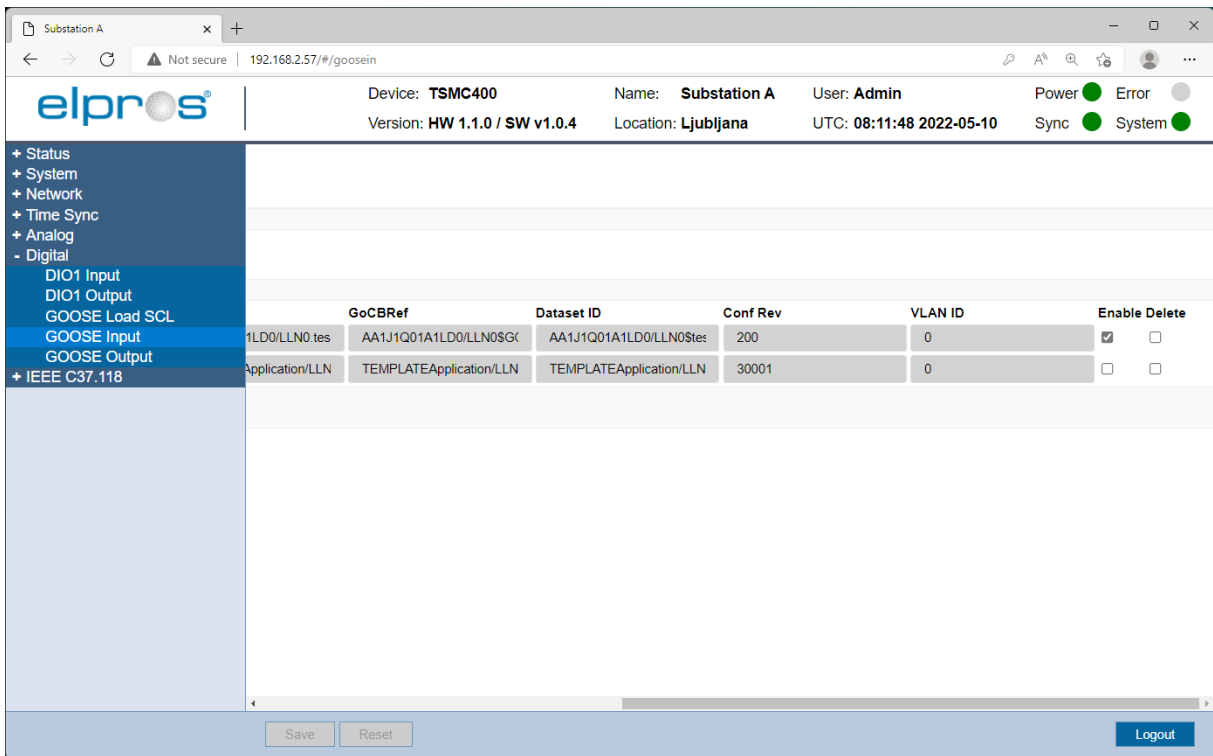 Substation A
Not secure 192.168.2.57/#/goosein
elpros®
Device: TSMC400 Name: Substation A User: Admin Power Error
Version: HW 1.1.0 / SW v1.0.4 Location: Ljubljana UTC: 08:11:48 2022-05-10 Sync System
+ Status
+ System
+ Network
+ Time Sync
+ Analog
- Digital
DIO1 Input
DIO1 Output
GOOSE Load SCL
GOOSE Input
GOOSE Output
+ IEEE C37.118
GoCBRef Dataset ID Conf Rev VLAN ID Enable Delete
1LD0/LLN0.tes AA1J1Q01A1LD0/LLN0$G( AA1J1Q01A1LD0/LLN0$tes 200 0
Application/LLN TEMPLATEApplication/LLN TEMPLATEApplication/LLN 30001 0
Save Reset Logout